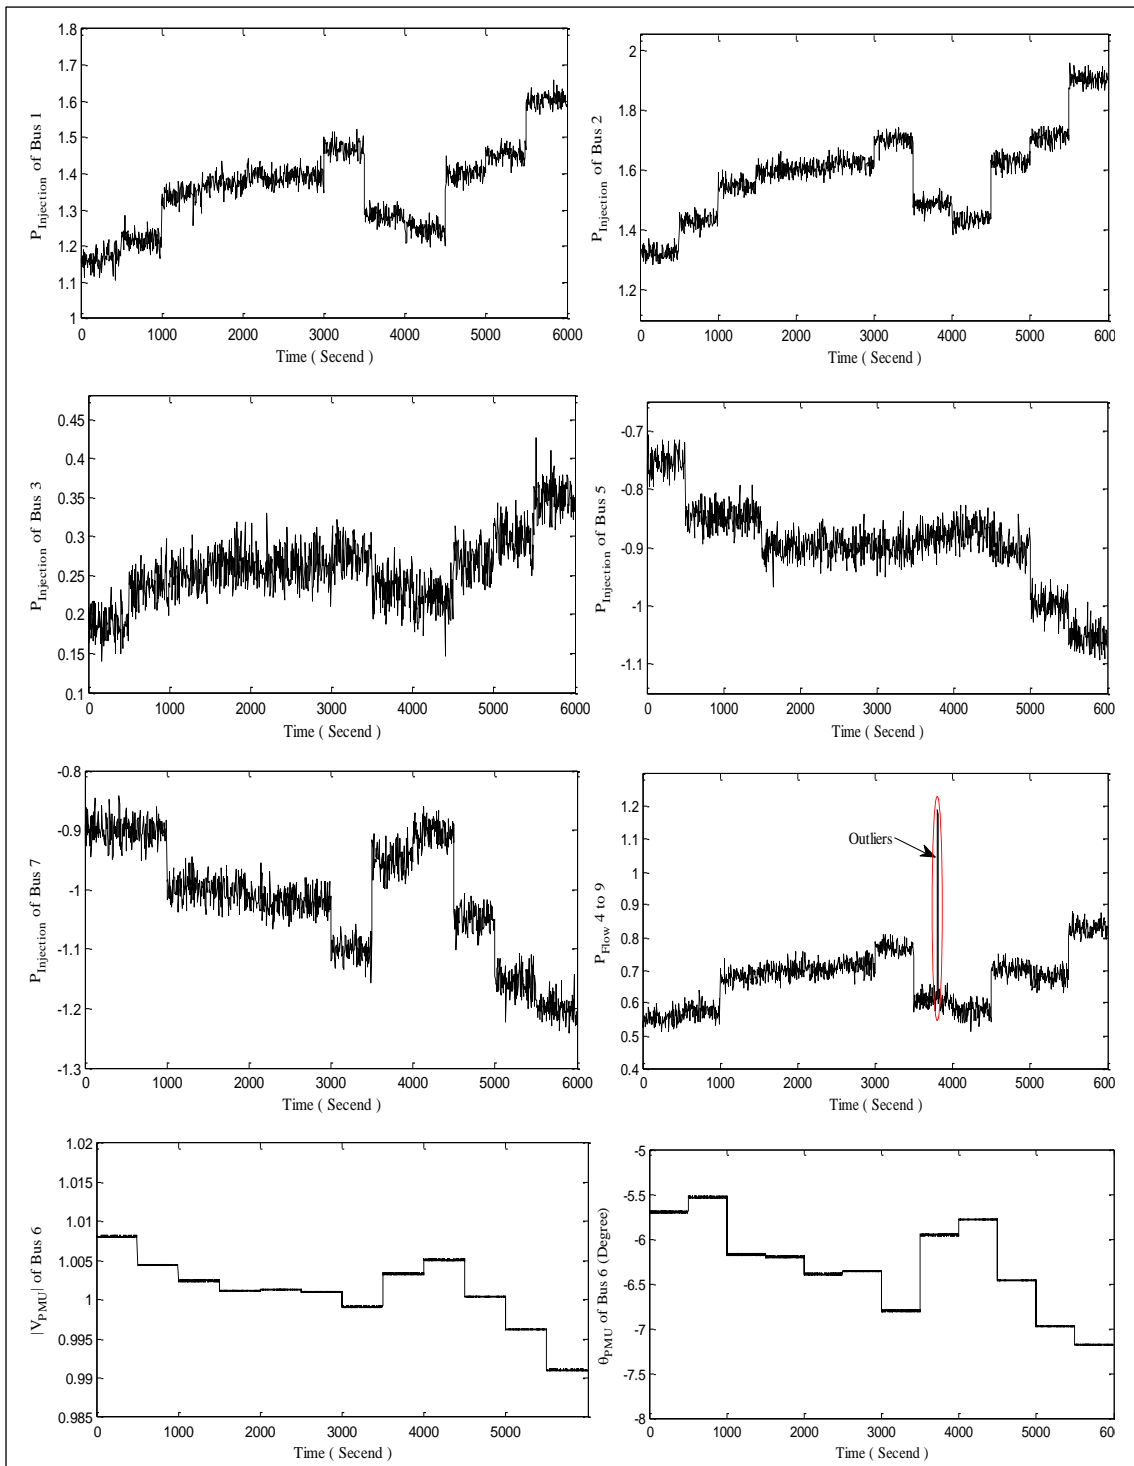 1.8
1.7
1.6
1.5
1.4
1.3
1.2
1.1
1
P Injection of Bus 1
0 1000 2000 3000 4000 5000 6000
Time ( Secend )
2
1.8
1.6
1.4
1.2
P Injection of Bus 2
0 1000 2000 3000 4000 5000 600
Time ( Secend )
0.45
0.4
0.35
0.3
0.25
0.2
0.15
0.1
P Injection of Bus 3
0 1000 2000 3000 4000 5000 6000
Time ( Secend )
-0.7
-0.8
-0.9
-1
-1.1
P Injection of Bus 5
0 1000 2000 3000 4000 5000 600
Time ( Secend )
-0.8
-0.9
-1
-1.1
-1.2
-1.3
P Injection of Bus 7
0 1000 2000 3000 4000 5000 6000
Time ( Secend )
1.2
1.1
1
0.9
0.8
0.7
0.6
0.5
0.4
P Flow 4 to 9
Outliers
0 1000 2000 3000 4000 5000 600
Time ( Secend )
1.02
1.015
1.01
1.005
1
0.995
0.99
0.985
|V PMU| of Bus 6
0 1000 2000 3000 4000 5000
Time ( Secend )
-5
-5.5
-6
-6.5
-7
-7.5
-8
θ PMU of Bus 6 (Degree)
0 1000 2000 3000 4000 5000 600
Time ( Secend )